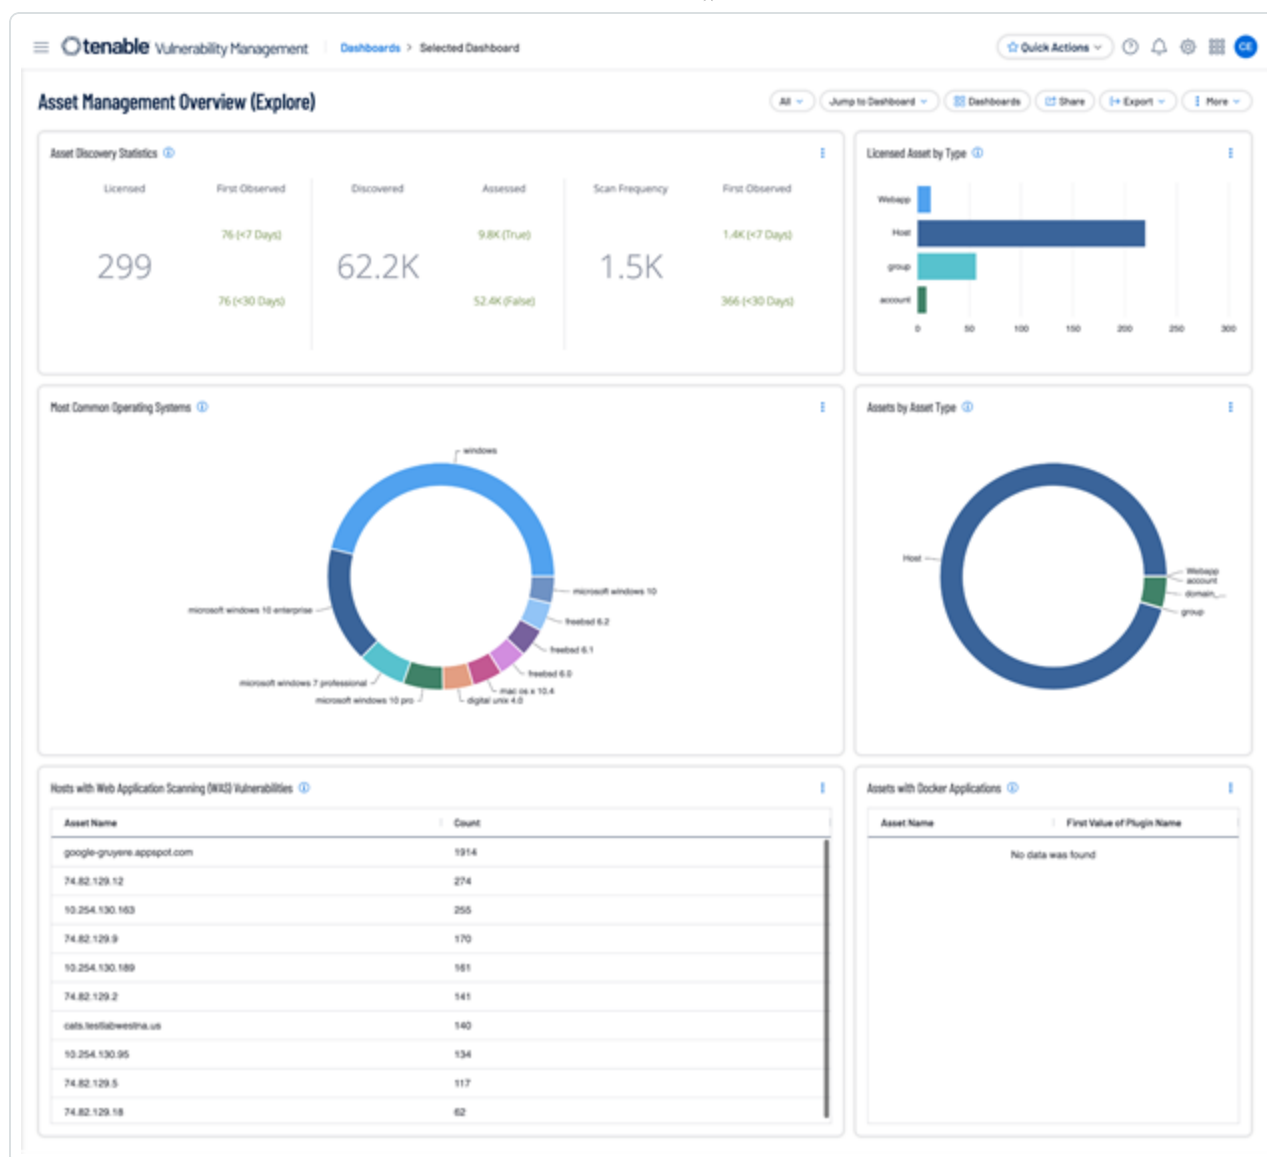 tenable Vulnerability Management Dashboards > Selected Dashboard Quick Actions CE
Asset Management Overview (Explore) All Jump to Dashboard Dashboards Share Export More
Asset Discovery Statistics
Licensed First Observed Discovered Assessed Scan Frequency First Observed
76 (<7 Days) 9.8K (True) 1.4K (<7 Days)
299 62.2K 1.5K
76 (<30 Days) 52.4K (False) 366 (<30 Days)
Licensed Asset by Type
Webapp
Host
group
account
0 50 100 150 200 250 300
Most Common Operating Systems
windows
microsoft windows 10
microsoft windows 10 enterprise
freebsd 6.2
freebsd 6.1
freebsd 6.0
microsoft windows 7 professional
mac os x 10.4
microsoft windows 10 pro
digital unix 4.0
Assets by Asset Type
Host
Webapp
account
domain_...
group
Hosts with Web Application Scanning (WAS) Vulnerabilities
Asset Name Count
google-gruyere.appspot.com 1914
74.82.129.12 274
10.254.130.163 255
74.82.129.9 170
10.254.130.189 161
74.82.129.2 141
cats.testlabwestna.us 140
10.254.130.95 134
74.82.129.5 117
74.82.129.18 62
Assets with Docker Applications
Asset Name First Value of Plugin Name
No data was found